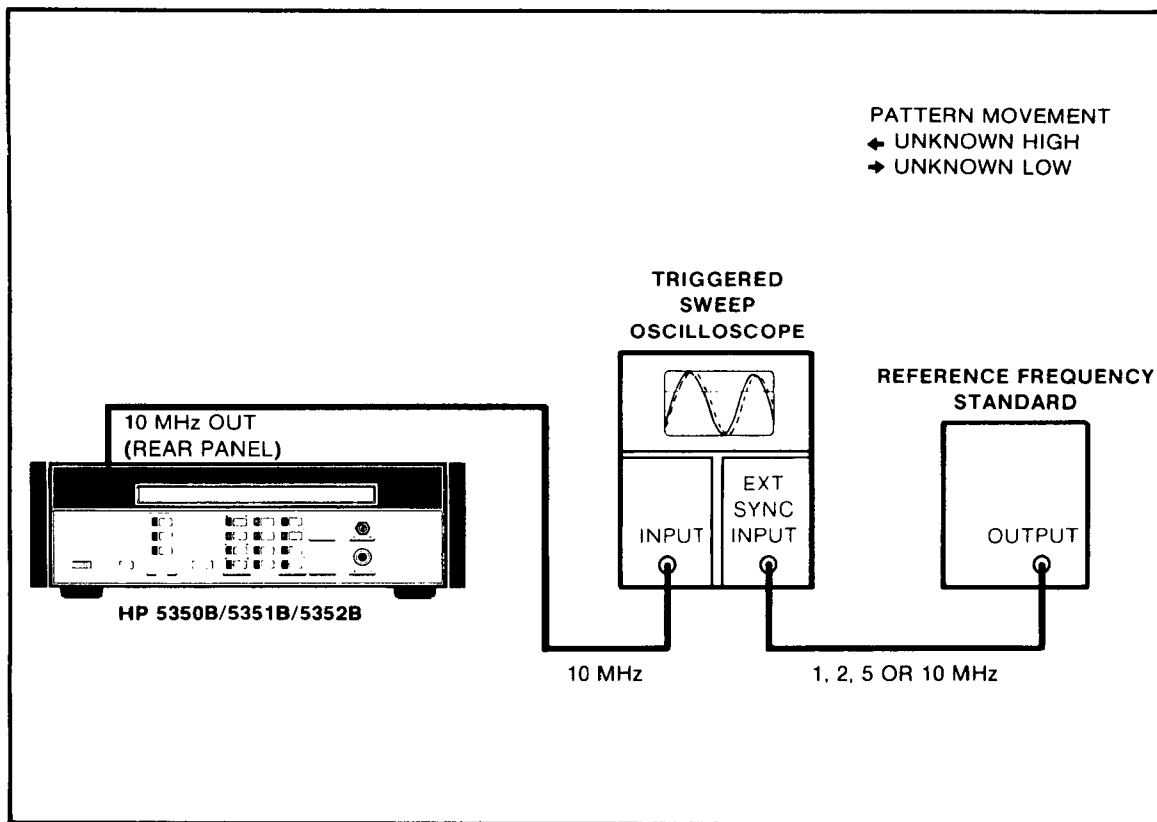 PATTERN MOVEMENT
← UNKNOWN HIGH
→ UNKNOWN LOW
TRIGGERED
SWEEP
OSCILLOSCOPE
REFERENCE FREQUENCY
STANDARD
10 MHz OUT
(REAR PANEL)
EXT
SYNC
INPUT
INPUT
OUTPUT
HP 5350B/5351B/5352B
10 MHz
1, 2, 5 OR 10 MHz